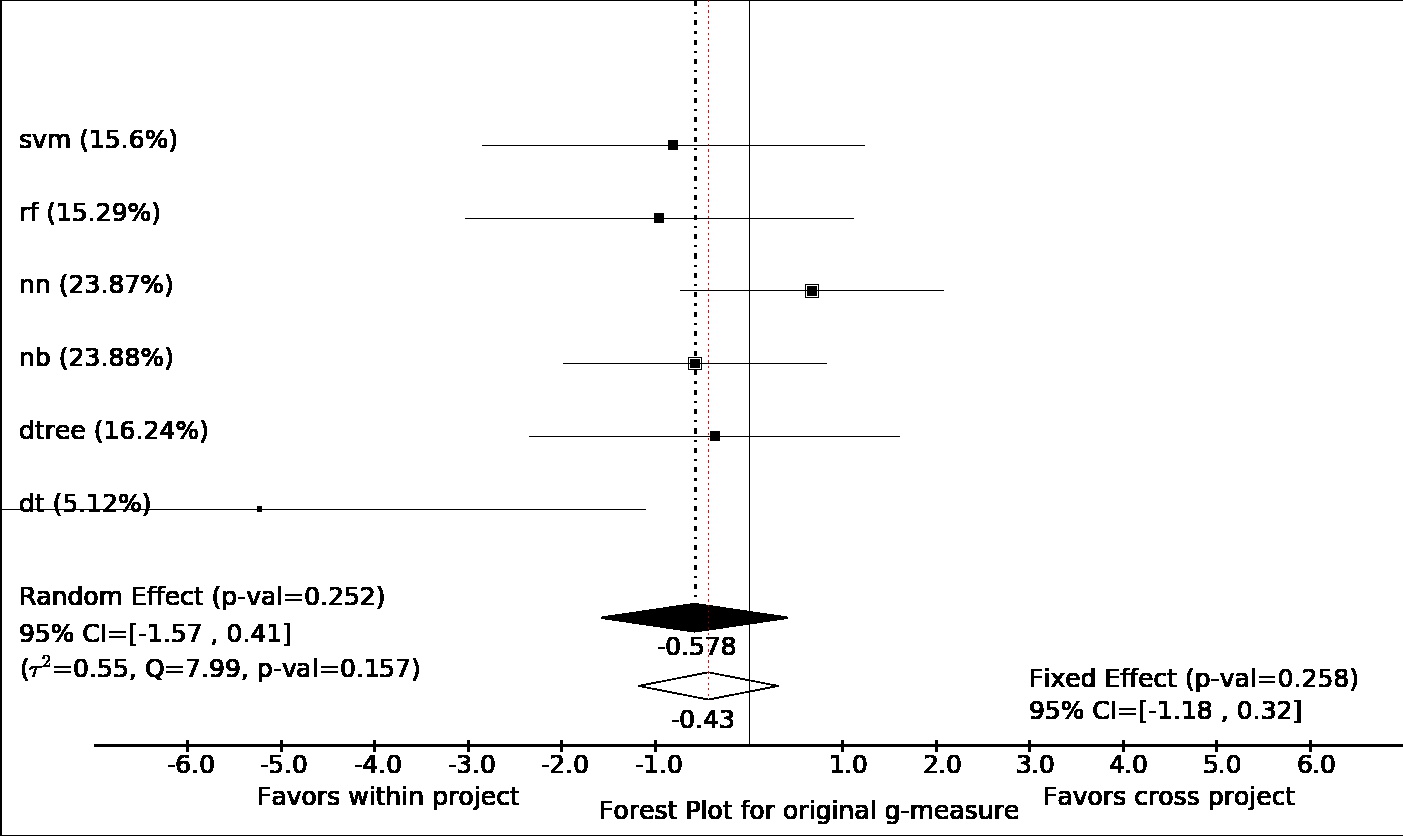 svm (15.6%)
rf (15.29%)
nn (23.87%)
nb (23.88%)
dtree (16.24%)
dt (5.12%)
Random Effect (p-val=0.252)
95% CI=[-1.57 , 0.41]
(τ²=0.55, Q=7.99, p-val=0.157)
-0.578
-0.43
Fixed Effect (p-val=0.258)
95% CI=[-1.18 , 0.32]
-6.0 -5.0 -4.0 -3.0 -2.0 -1.0 1.0 2.0 3.0 4.0 5.0 6.0
Favors within project
Forest Plot for original g-measure
Favors cross project